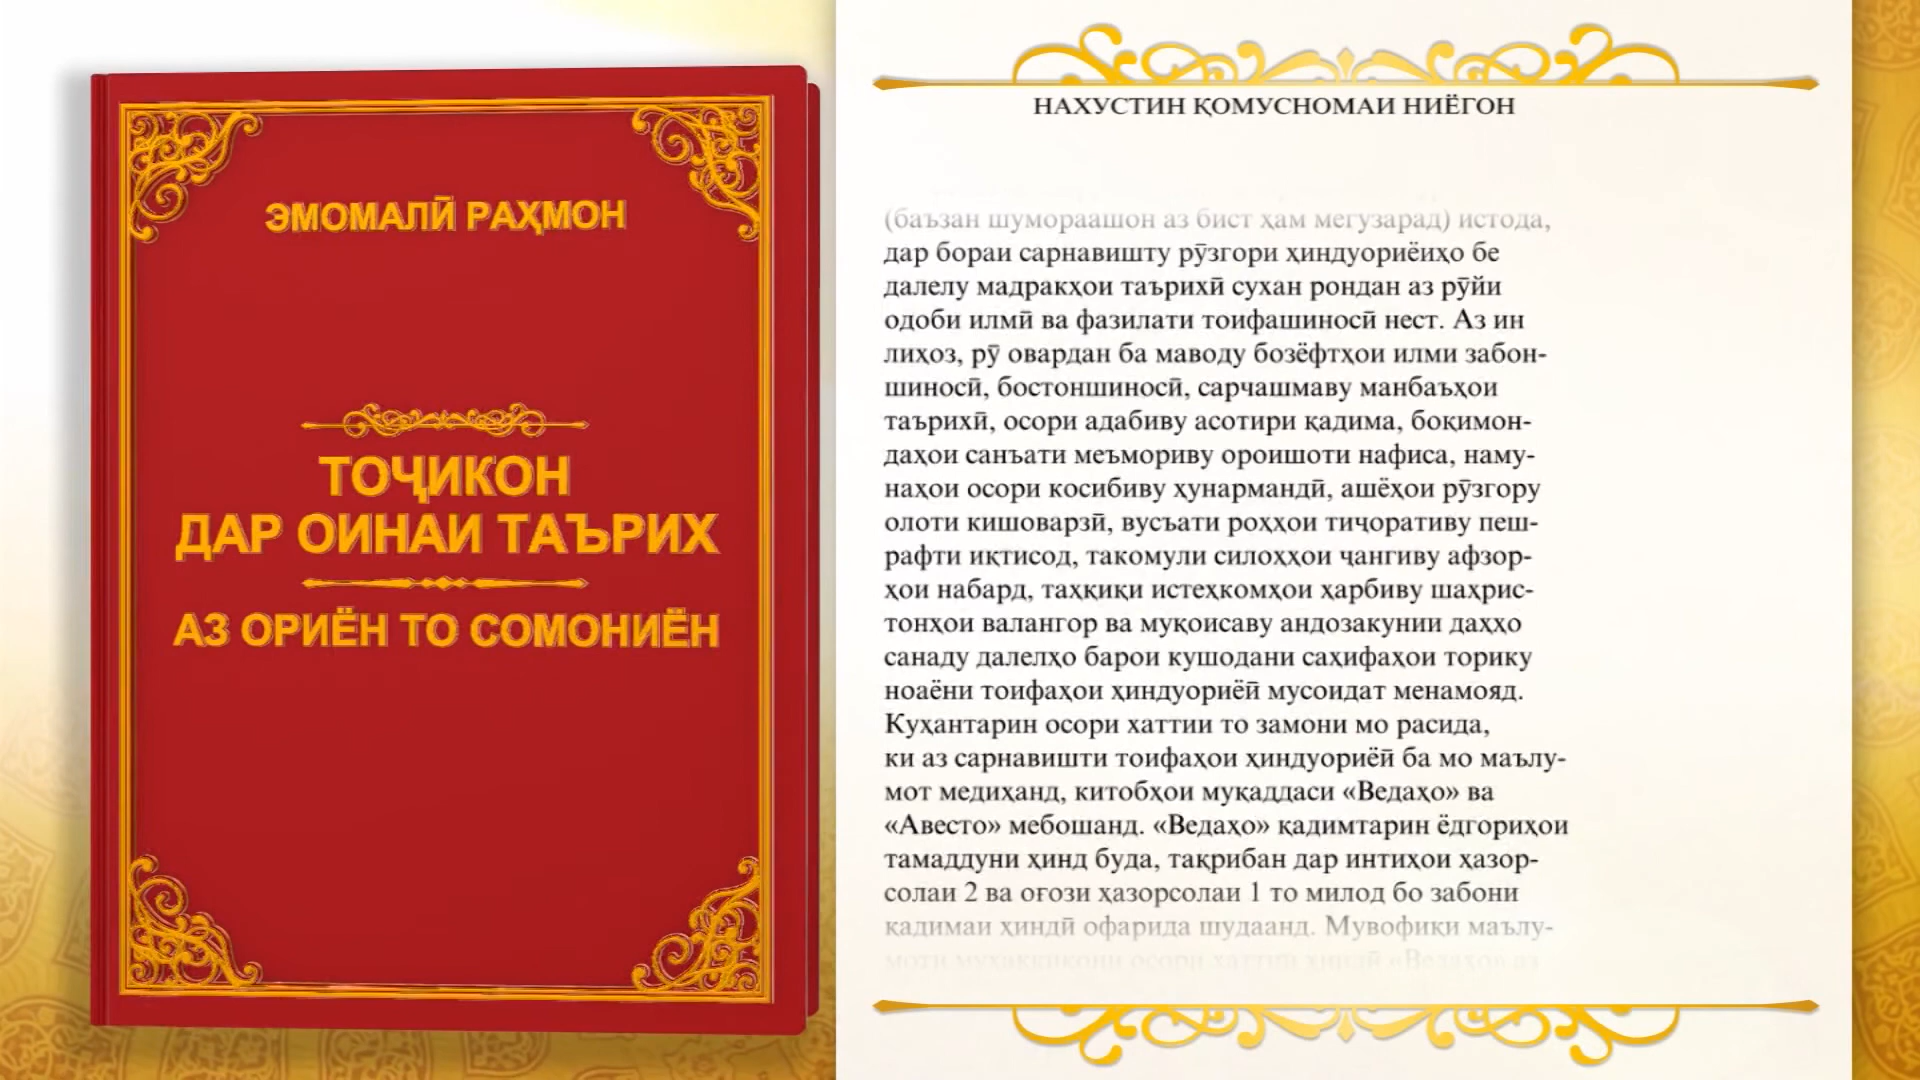 ЭМОМАЛӢ РАҲМОН
ТОҶИКОН
ДАР ОИНАИ ТАЪРИХ
АЗ ОРИЁН ТО СОМОНИЁН
НАХУСТИН ҚОМУСНОМАИ НИЁГОН
(баъзан шумораашон аз бист ҳам мегузарад) истода,
дар бораи сарнавишту рӯзгори ҳиндуориёиҳо бе
далелу мадракҳои таърихӣ сухан рондан аз рӯйи
одоби илмӣ ва фазилати тоифашиносӣ нест. Аз ин
лиҳоз, рӯ овардан ба маводу бозёфтҳои илми забон-
шиносӣ, бостоншиносӣ, сарчашмаву манбаъҳои
таърихӣ, осори адабиву асотири қадима, боқимон-
даҳои санъати меъмориву ороишоти нафиса, наму-
наҳои осори косибиву ҳунармандӣ, ашёҳои рӯзгору
олоти кишоварзӣ, вусъати роҳҳои тиҷоративу пеш-
рафти иқтисод, такомули силоҳҳои ҷангиву афзор-
ҳои набард, таҳқиқи истеҳкомҳои ҳарбиву шаҳрис-
тонҳои валангор ва муқоисаву андозакунии даҳҳо
санаду далелҳо барои кушодани саҳифаҳои торику
ноаёни тоифаҳои ҳиндуориёӣ мусоидат менамояд.
Куҳантарин осори хаттии то замони мо расида,
ки аз сарнавишти тоифаҳои ҳиндуориёӣ ба мо маълу-
мот медиҳанд, китобҳои муқаддаси «Ведаҳо» ва
«Авесто» мебошанд. «Ведаҳо» қадимтарин ёдгориҳои
тамаддуни ҳинд буда, тақрибан дар интиҳои ҳазор-
солаи 2 ва оғози ҳазорсолаи 1 то милод бо забони
қадимаи ҳиндӣ офарида шудаанд. Мувофиқи маълу-
моти муҳаққиқони осори хаттӣ ҳиндӣ «Ведаҳо» аз